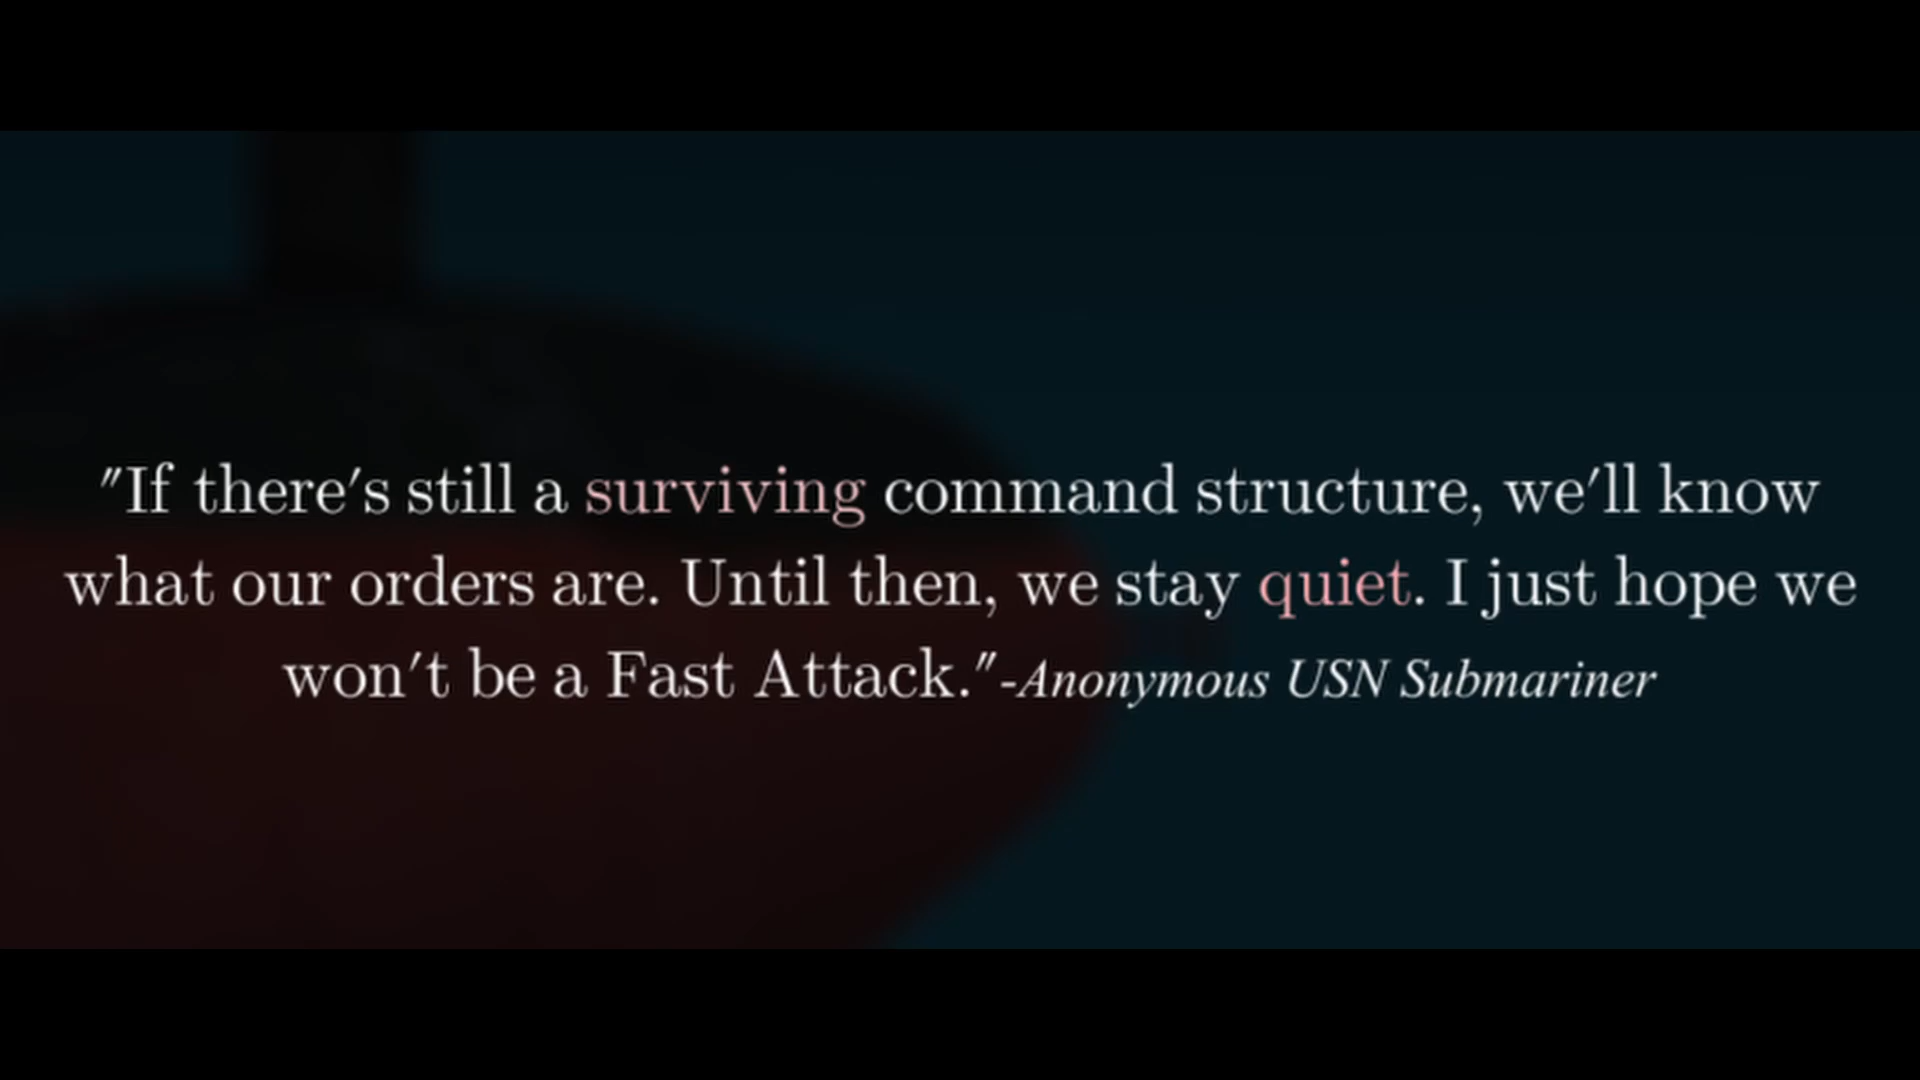 "If there's still a surviving command structure, we'll know
what our orders are. Until then, we stay quiet. I just hope we
won't be a Fast Attack."-Anonymous USN Submariner